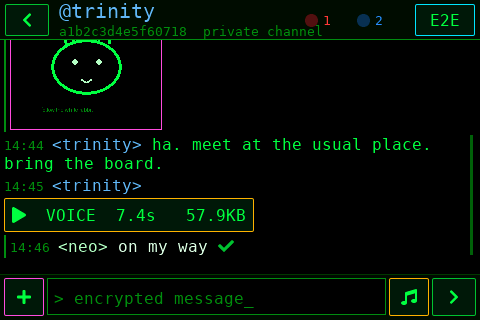 @trinity
a1b2c3d4e5f60718 private channel
1
2
E2E
14:44 <trinity> ha. meet at the usual place.
bring the board.
14:45 <trinity>
VOICE 7.4s 57.9KB
14:46 <neo> on my way
> encrypted message_